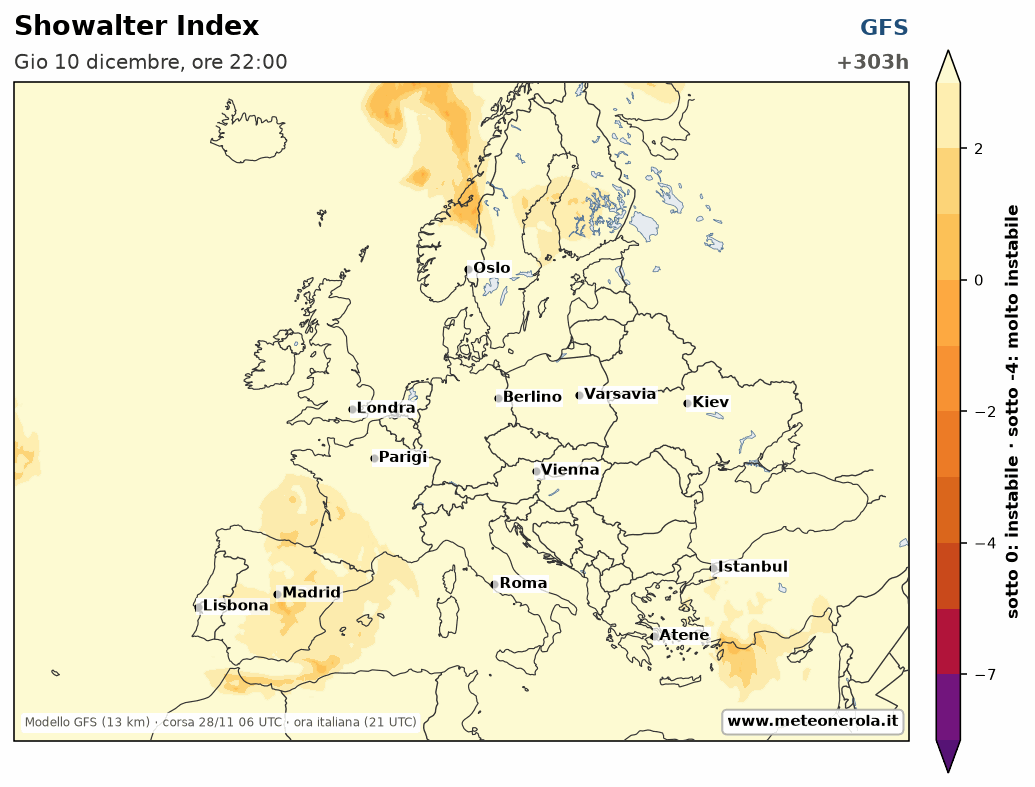 Showalter Index
GFS
Gio 10 dicembre, ore 22:00
+303h
Oslo
Londra
Berlino
Varsavia
Kiev
Parigi
Vienna
Istanbul
Roma
Madrid
Lisbona
Atene
Modello GFS (13 km) · corsa 28/11 06 UTC · ora italiana (21 UTC)
www.meteonerola.it
2
0
−2
−4
−7
sotto 0: instabile · sotto -4: molto instabile